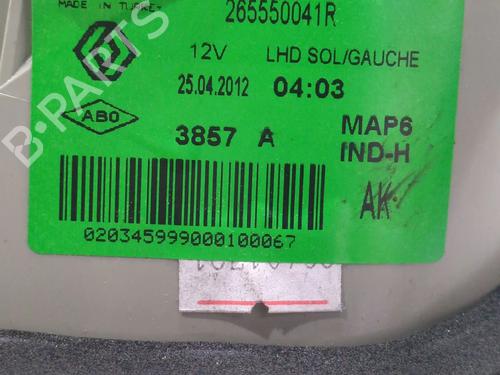 MADE IN TURKEY
265550041R
12V LHD SOL/GAUCHE
25.04.2012 04:03
ABO
3857 A MAP6
IND-H
AK
020345999000100067
B-PARTS